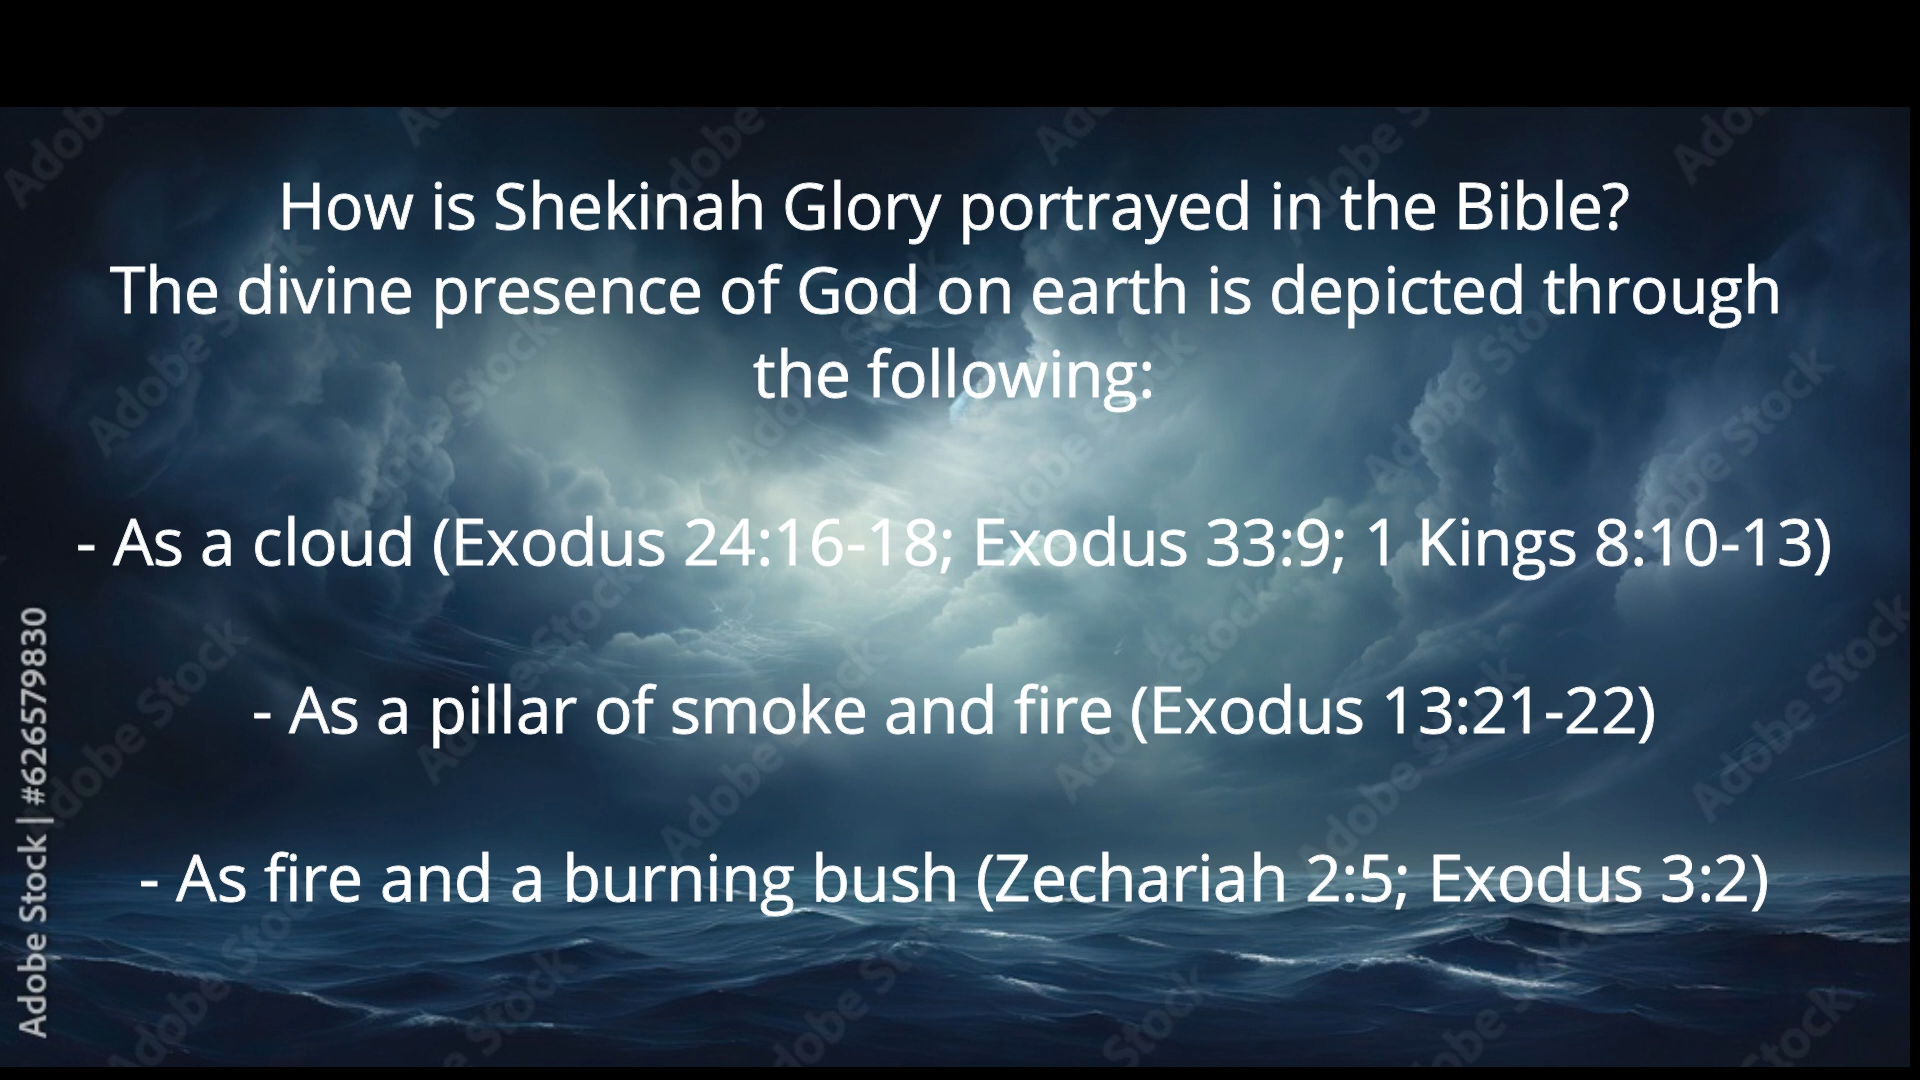 How is Shekinah Glory portrayed in the Bible?
The divine presence of God on earth is depicted through
the following:
- As a cloud (Exodus 24:16-18; Exodus 33:9; 1 Kings 8:10-13)
- As a pillar of smoke and fire (Exodus 13:21-22)
- As fire and a burning bush (Zechariah 2:5; Exodus 3:2)
Adobe Stock | #626579830